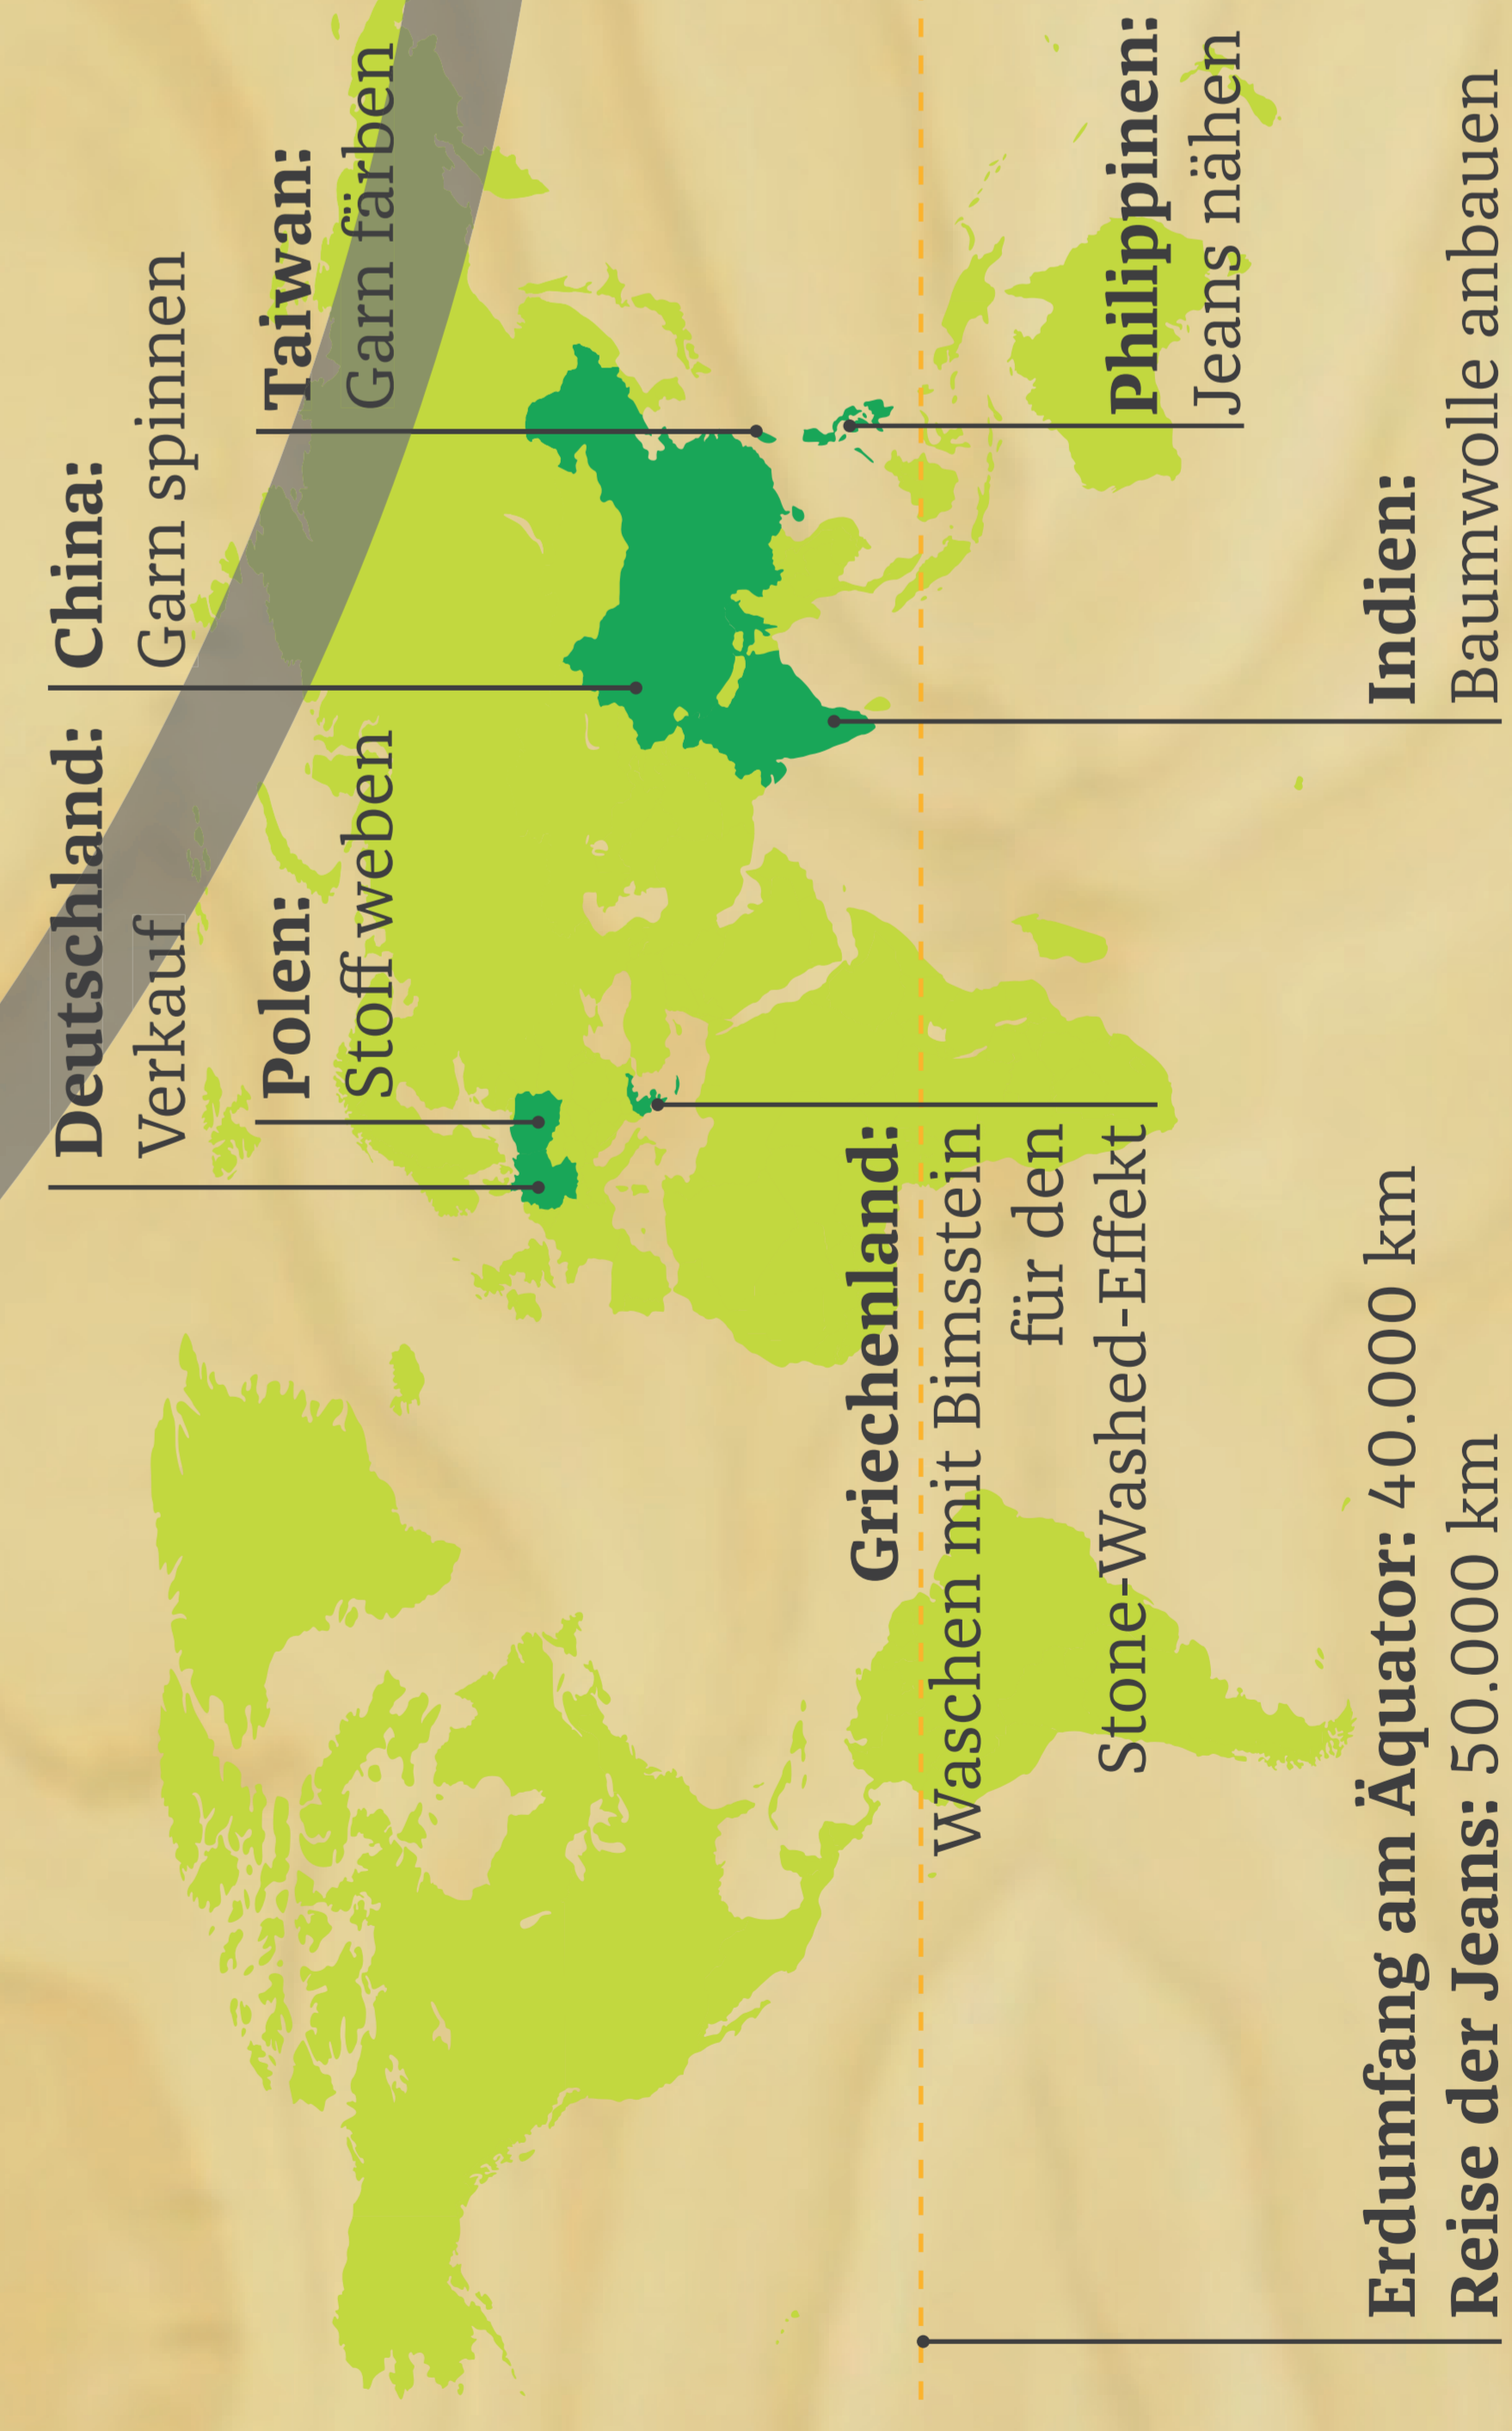 Deutschland:
Verkauf
China:
Garn spinnen
Polen:
Stoff weben
Taiwan:
Garn färben
Griechenland:
Waschen mit Bimsstein
für den
Stone-Washed-Effekt
Philippinen:
Jeans nähen
Erdumfang am Äquator: 40.000 km
Reise der Jeans: 50.000 km
Indien:
Baumwolle anbauen